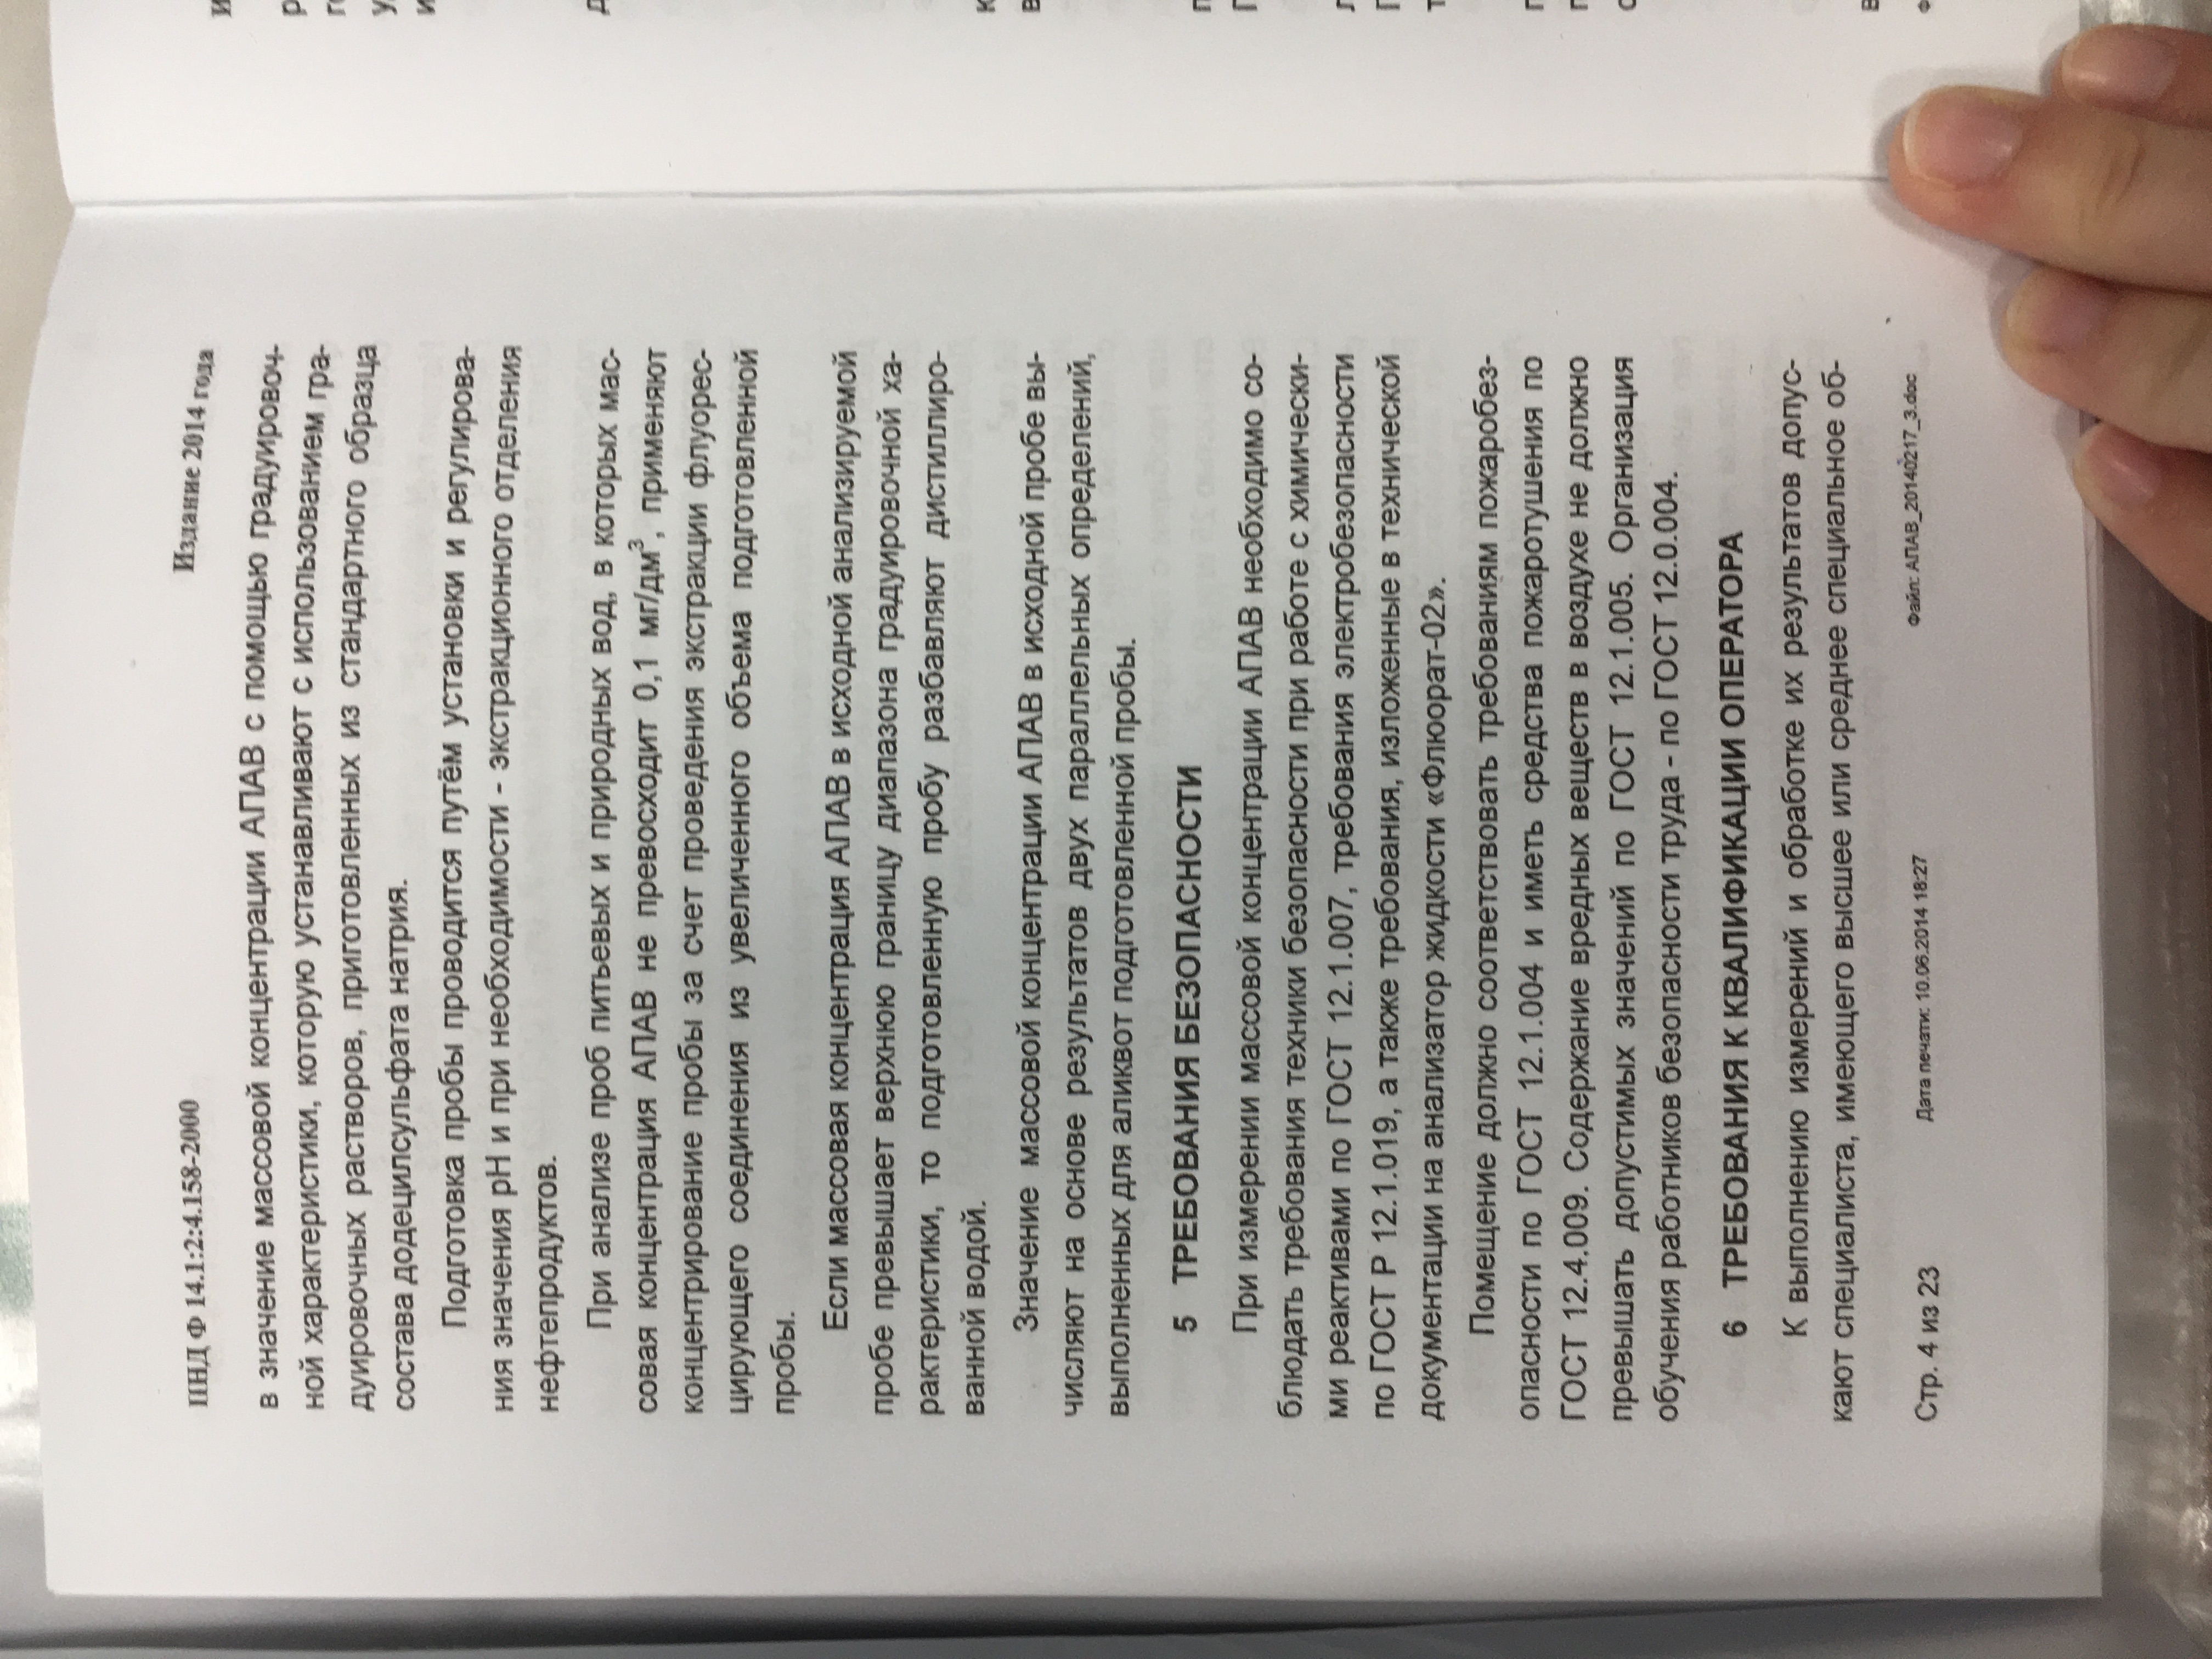 ПНД Ф 14.1:2:4.158-2000
Издание 2014 года
в значение массовой концентрации АПАВ с помощью градуировоч-
ной характеристики, которую устанавливают с использованием гра-
дуировочных растворов, приготовленных из стандартного образца
состава додецилсульфата натрия.
Подготовка пробы проводится путём установки и регулирова-
ния значения pH и при необходимости - экстракционного отделения
нефтепродуктов.
При анализе проб питьевых и природных вод, в которых мас-
совая концентрация АПАВ не превосходит 0,1 мг/дм³, применяют
концентрирование пробы за счет проведения экстракции флуорес-
цирующего соединения из увеличенного объема подготовленной
пробы.
Если массовая концентрация АПАВ в исходной анализируемой
пробе превышает верхнюю границу диапазона градуировочной ха-
рактеристики, то подготовленную пробу разбавляют дистиллиро-
ванной водой.
Значение массовой концентрации АПАВ в исходной пробе вы-
числяют на основе результатов двух параллельных определений,
выполненных для аликвот подготовленной пробы.
5 ТРЕБОВАНИЯ БЕЗОПАСНОСТИ
При измерении массовой концентрации АПАВ необходимо со-
блюдать требования техники безопасности при работе с химически-
ми реактивами по ГОСТ 12.1.007, требования электробезопасности
по ГОСТ Р 12.1.019, а также требования, изложенные в технической
документации на анализатор жидкости «Флюорат-02».
Помещение должно соответствовать требованиям пожаробез-
опасности по ГОСТ 12.1.004 и иметь средства пожаротушения по
ГОСТ 12.4.009. Содержание вредных веществ в воздухе не должно
превышать допустимых значений по ГОСТ 12.1.005. Организация
обучения работников безопасности труда - по ГОСТ 12.0.004.
6 ТРЕБОВАНИЯ К КВАЛИФИКАЦИИ ОПЕРАТОРА
К выполнению измерений и обработке их результатов допус-
кают специалиста, имеющего высшее или среднее специальное об-
Стр. 4 из 23
Дата печати: 10.06.2014 18:27
Файл: АПАВ_20140217_3.doc